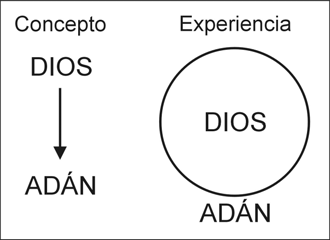 Concepto
DIOS
ADÁN
Experiencia
DIOS
ADÁN